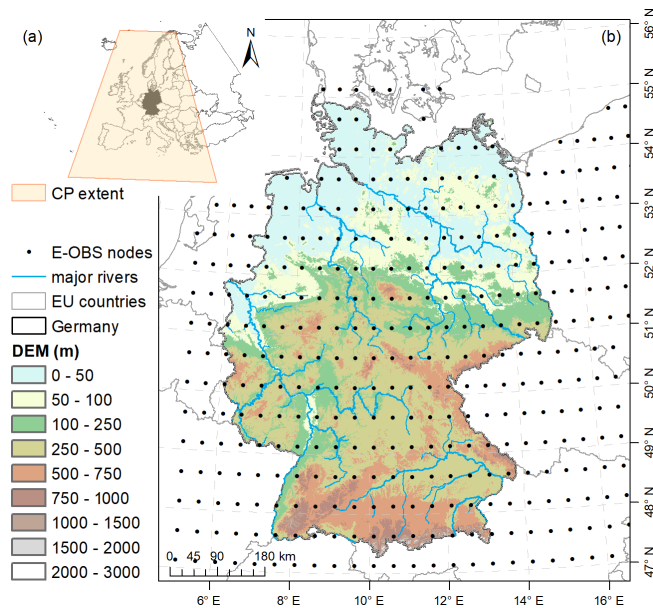 (a)
N
(b)
CP extent
E-OBS nodes
major rivers
EU countries
Germany
DEM (m)
0 - 50
50 - 100
100 - 250
250 - 500
500 - 750
750 - 1000
1000 - 1500
1500 - 2000
2000 - 3000
0 45 90 180 km
56° N
55° N
54° N
53° N
52° N
51° N
50° N
49° N
48° N
47° N
6° E 8° E 10° E 12° E 14° E 16° E